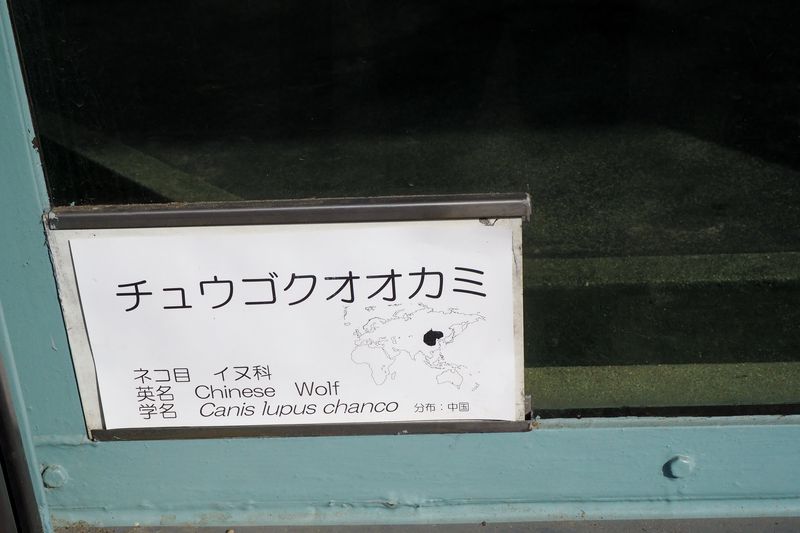 チュウゴクオオカミ
ネコ目 イヌ科
英名 Chinese Wolf
学名 Canis lupus chanco 分布:中国